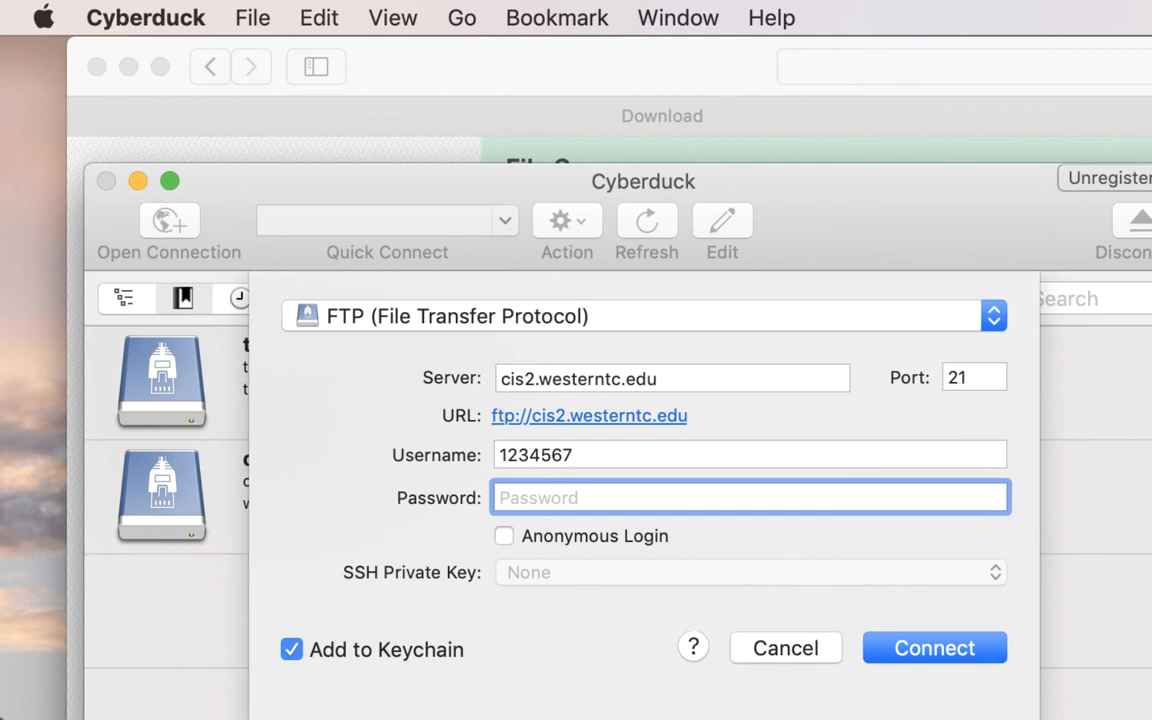 Cyberduck File Edit View Go Bookmark Window Help
Download
Cyberduck
Open Connection Quick Connect Action Refresh Edit
Search
FTP (File Transfer Protocol)
Server: cis2.westerntc.edu Port: 21
URL: ftp://cis2.westerntc.edu
Username: 1234567
Password: Password
Anonymous Login
SSH Private Key: None
Add to Keychain ? Cancel Connect